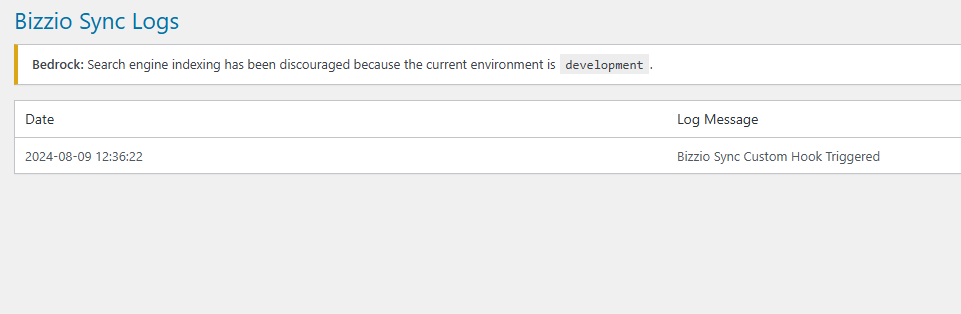 Bizzio Sync Logs
Bedrock: Search engine indexing has been discouraged because the current environment is development.
Date Log Message
2024-08-09 12:36:22 Bizzio Sync Custom Hook Triggered